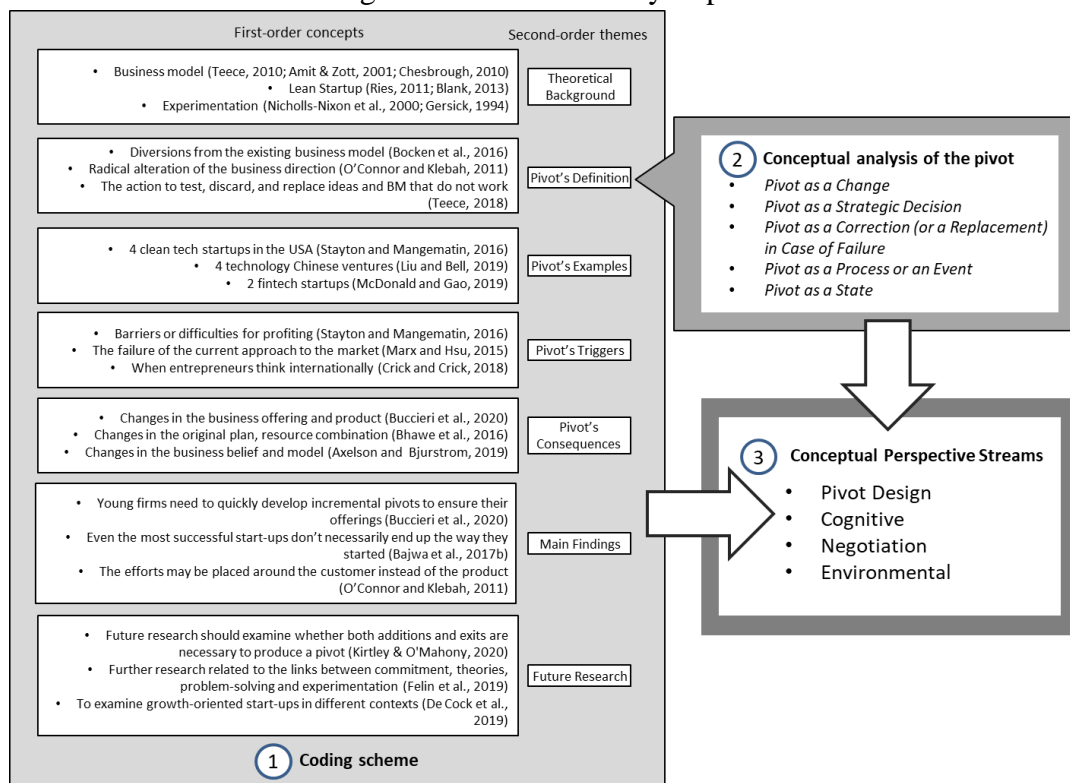 First-order concepts
Second-order themes
• Business model (Teece, 2010; Amit & Zott, 2001; Chesbrough, 2010)
• Lean Startup (Ries, 2011; Blank, 2013)
• Experimentation (Nicholls-Nixon et al., 2000; Gersick, 1994)
Theoretical
Background
• Diversions from the existing business model (Bocken et al., 2016)
• Radical alteration of the business direction (O'Connor and Klebah, 2011)
• The action to test, discard, and replace ideas and BM that do not work
(Teece, 2018)
Pivot's Definition
• 4 clean tech startups in the USA (Stayton and Mangematin, 2016)
• 4 technology Chinese ventures (Liu and Bell, 2019)
• 2 fintech startups (McDonald and Gao, 2019)
Pivot's Examples
• Barriers or difficulties for profiting (Stayton and Mangematin, 2016)
• The failure of the current approach to the market (Marx and Hsu, 2015)
• When entrepreneurs think internationally (Crick and Crick, 2018)
Pivot's Triggers
• Changes in the business offering and product (Buccieri et al., 2020)
• Changes in the original plan, resource combination (Bhawe et al., 2016)
• Changes in the business belief and model (Axelson and Bjurstrom, 2019)
Pivot's
Consequences
• Young firms need to quickly develop incremental pivots to ensure their
offerings (Buccieri et al., 2020)
• Even the most successful start-ups don't necessarily end up the way they
started (Bajwa et al., 2017b)
• The efforts may be placed around the customer instead of the product
(O'Connor and Klebah, 2011)
Main Findings
• Future research should examine whether both additions and exits are
necessary to produce a pivot (Kirtley & O'Mahony, 2020)
• Further research related to the links between commitment, theories,
problem-solving and experimentation (Felin et al., 2019)
• To examine growth-oriented start-ups in different contexts (De Cock et al.,
2019)
Future Research
1 Coding scheme
2 Conceptual analysis of the pivot
• Pivot as a Change
• Pivot as a Strategic Decision
• Pivot as a Correction (or a Replacement)
in Case of Failure
• Pivot as a Process or an Event
• Pivot as a State
3 Conceptual Perspective Streams
• Pivot Design
• Cognitive
• Negotiation
• Environmental